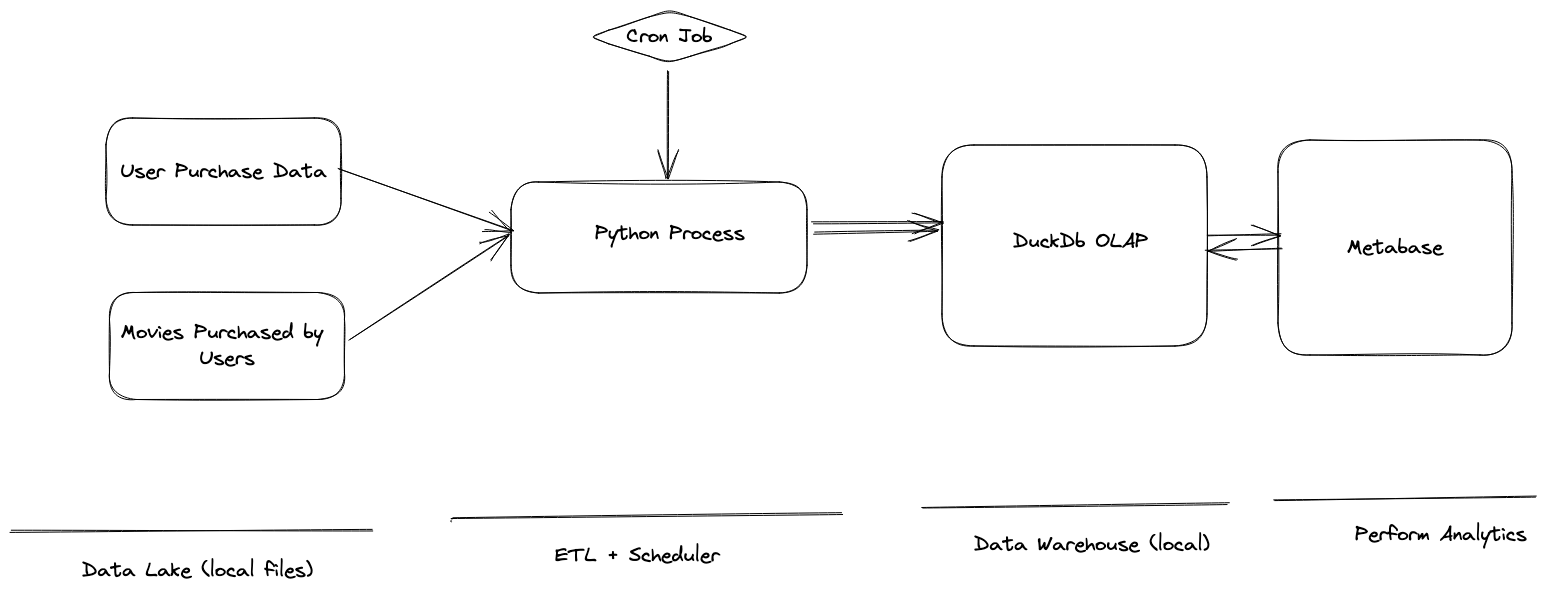 Cron Job
User Purchase Data
Python Process
DuckDb OLAP
Metabase
Movies Purchased by
Users
Data Lake (local files)
ETL + Scheduler
Data Warehouse (local)
Perform Analytics